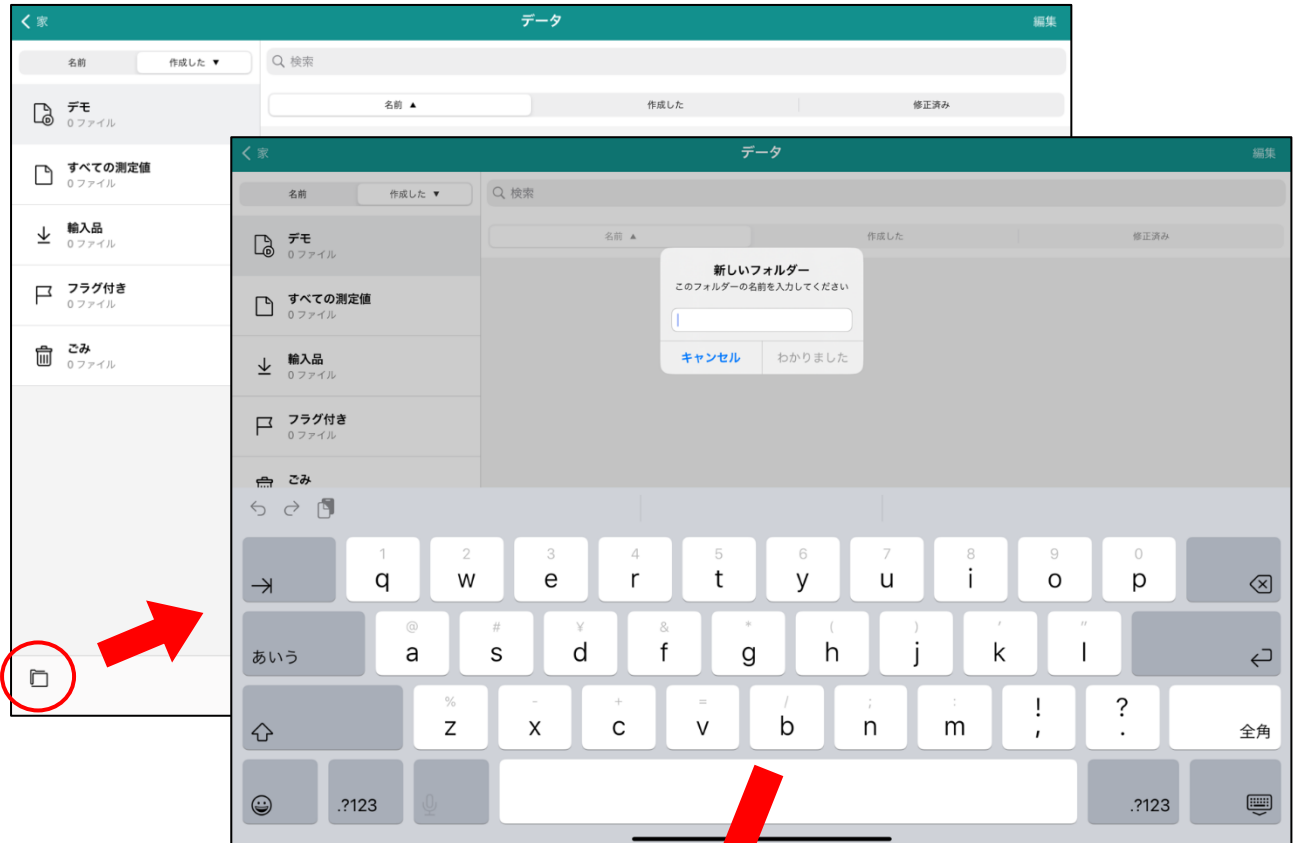 家 データ 編集
名前 作成した ▼ 検索
名前 ▲ 作成した 修正済み
デモ
0 ファイル
すべての測定値
0 ファイル
輸入品
0 ファイル
フラグ付き
0 ファイル
ごみ
0 ファイル
家 データ 編集
名前 作成した ▼ 検索
名前 ▲ 作成した 修正済み
デモ
0 ファイル
すべての測定値
0 ファイル
輸入品
0 ファイル
フラグ付き
0 ファイル
ごみ
新しいフォルダー
このフォルダーの名前を入力してください
キャンセル わかりました
1 2 3 4 5 6 7 8 9 0
q w e r t y u i o p
@ # ¥ & * ( ) ' "
あいう a s d f g h j k l
% - + = / ; : ! ?
z x c v b n m , . 全角
.?123 .?123